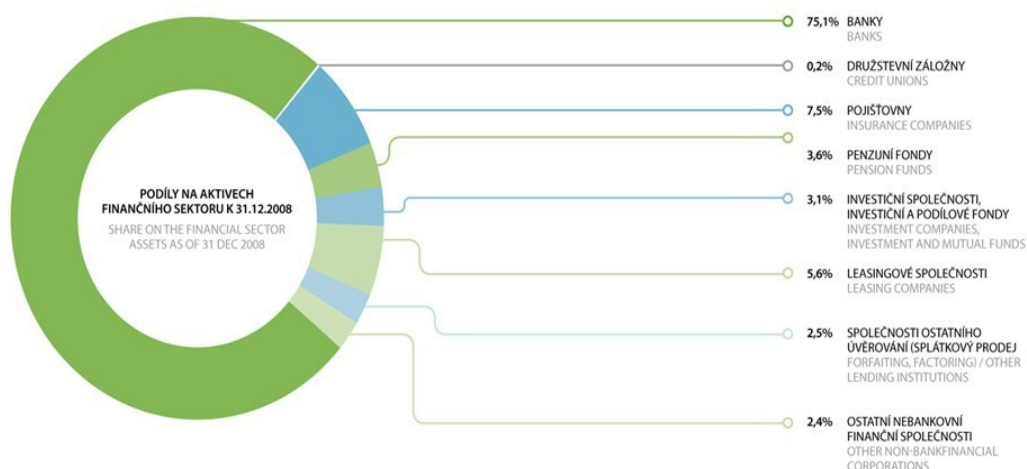 PODÍLY NA AKTIVECH
FINANČNÍHO SEKTORU K 31.12.2008
SHARE ON THE FINANCIAL SECTOR
ASSETS AS OF 31 DEC 2008
75,1% BANKY
BANKS
0,2% DRUŽSTEVNÍ ZÁLOŽNY
CREDIT UNIONS
7,5% POJIŠŤOVNY
INSURANCE COMPANIES
3,6% PENZIJNÍ FONDY
PENSION FUNDS
3,1% INVESTIČNÍ SPOLEČNOSTI,
INVESTIČNÍ A PODÍLOVÉ FONDY
INVESTMENT COMPANIES,
INVESTMENT AND MUTUAL FUNDS
5,6% LEASINGOVÉ SPOLEČNOSTI
LEASING COMPANIES
2,5% SPOLEČNOSTI OSTATNÍHO
ÚVĚROVÁNÍ (SPLÁTKOVÝ PRODEJ
FORFAITING, FACTORING) / OTHER
LENDING INSTITUTIONS
2,4% OSTATNÍ NEBANKOVNÍ
FINANČNÍ SPOLEČNOSTI
OTHER NON-BANKFINANCIAL
CORPORATIONS